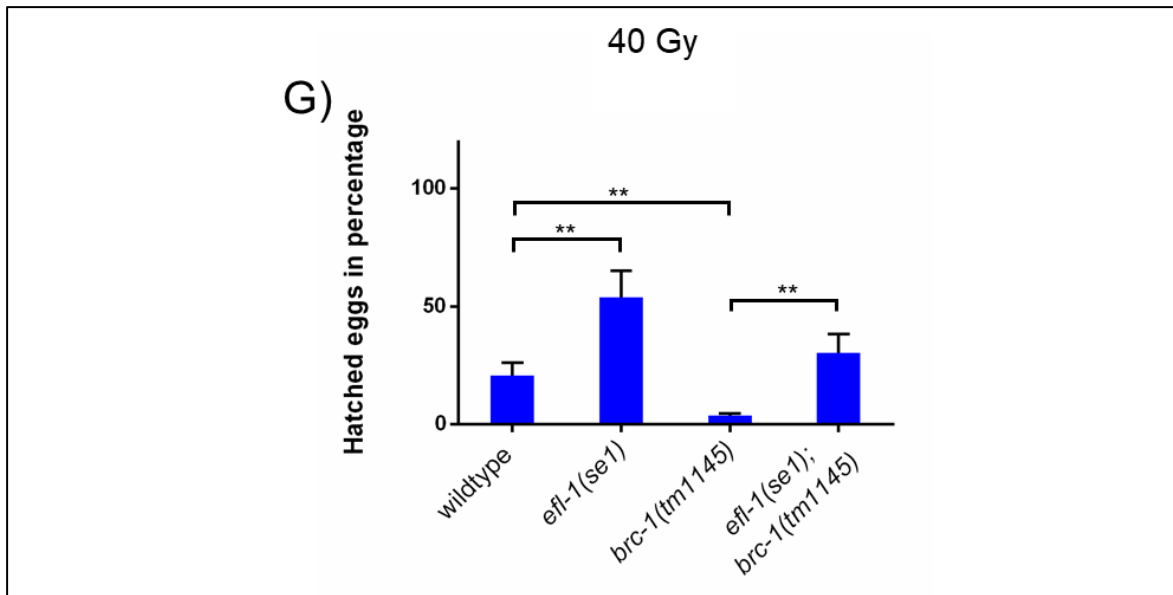 40 Gy
G)
Hatched eggs in percentage
100
50
0
**
**
**
wildtype
efl-1(se1)
brc-1(tm1145)
efl-1(se1);
brc-1(tm1145)